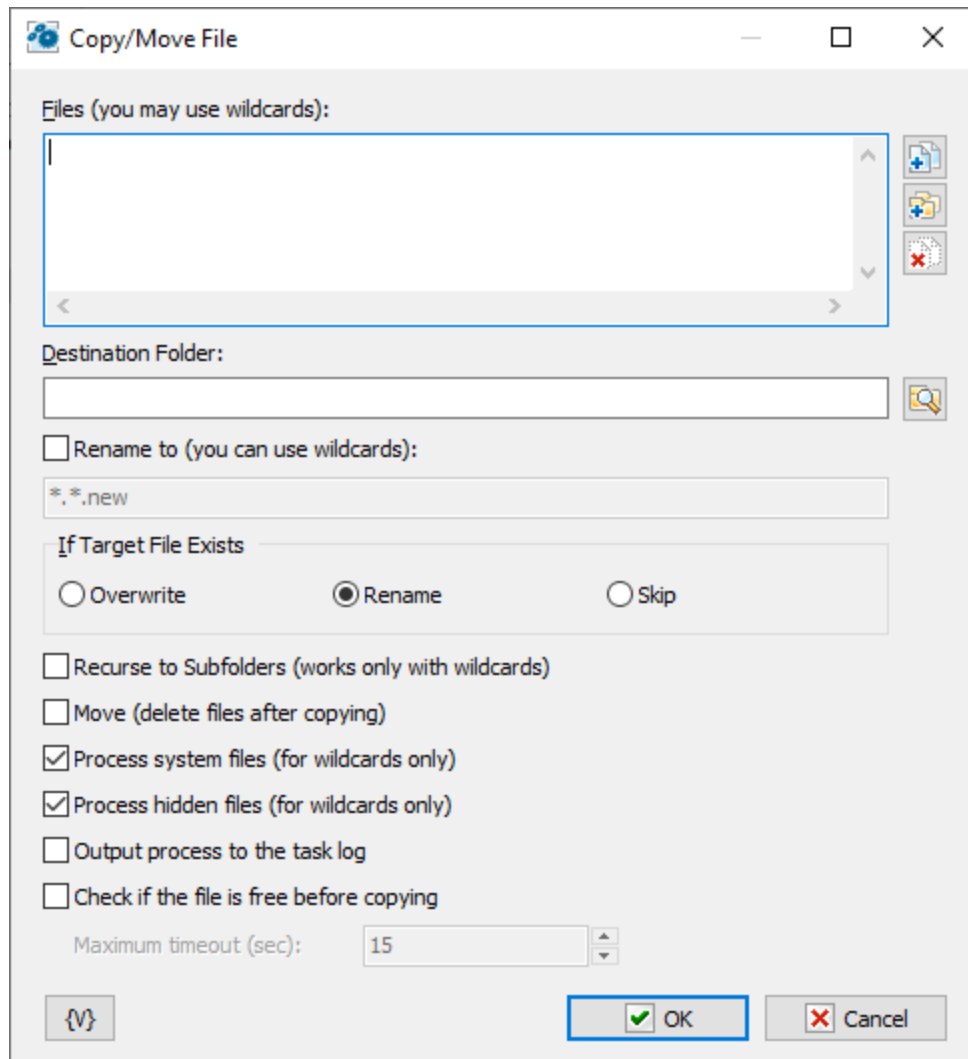 Copy/Move File
Files (you may use wildcards):
Destination Folder:
Rename to (you can use wildcards):
*.*.new
If Target File Exists
Overwrite Rename Skip
Recurse to Subfolders (works only with wildcards)
Move (delete files after copying)
Process system files (for wildcards only)
Process hidden files (for wildcards only)
Output process to the task log
Check if the file is free before copying
Maximum timeout (sec): 15
{V} OK Cancel